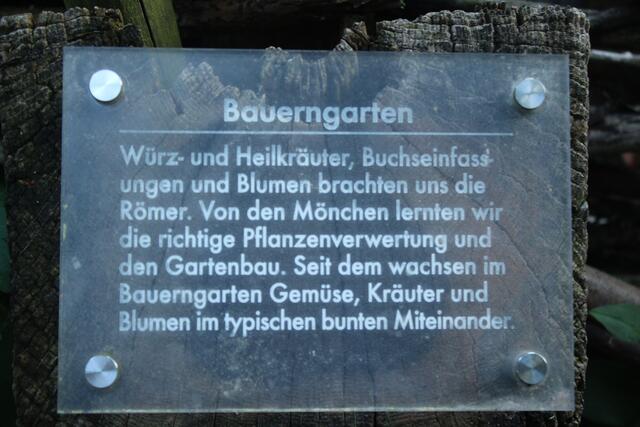 Bauerngarten
Würz- und Heilkräuter, Buchseinfass-
ungen und Blumen brachten uns die
Römer. Von den Mönchen lernten wir
die richtige Pflanzenverwertung und
den Gartenbau. Seit dem wachsen im
Bauerngarten Gemüse, Kräuter und
Blumen im typischen bunten Miteinander.